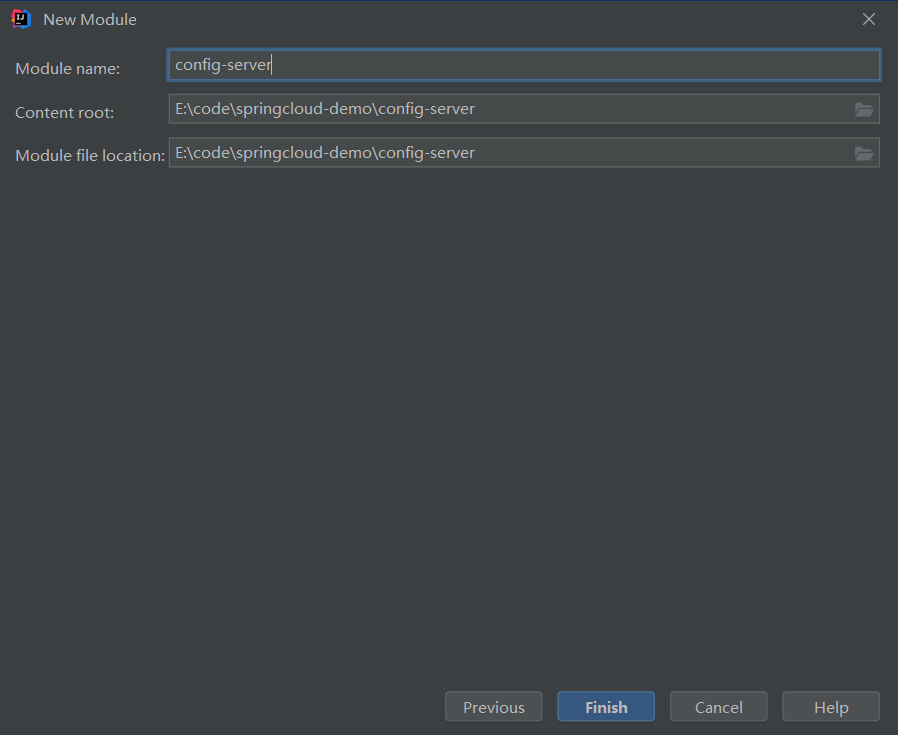 New Module
Module name: config-server
Content root: E:\code\springcloud-demo\config-server
Module file location: E:\code\springcloud-demo\config-server
Previous Finish Cancel Help